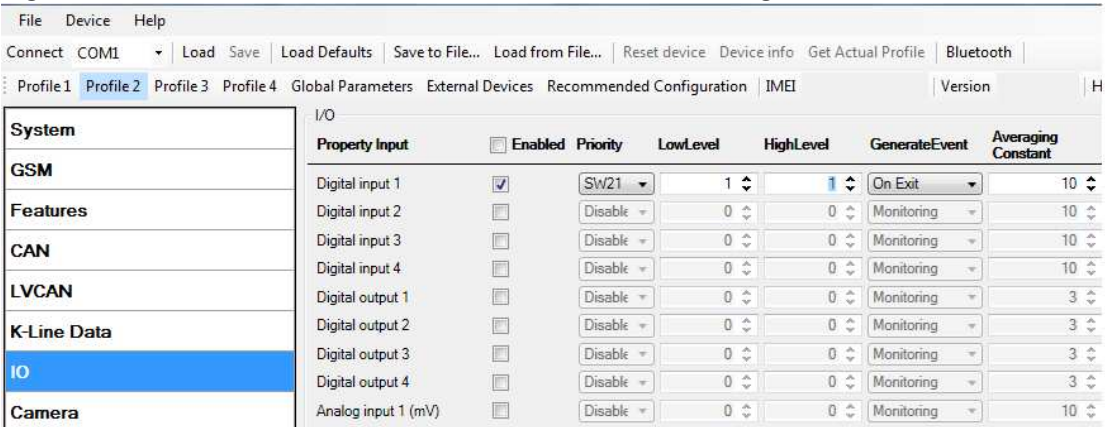 File Device Help
Connect COM1 Load Save Load Defaults Save to File... Load from File... Reset device Device info Get Actual Profile Bluetooth
Profile 1 Profile 2 Profile 3 Profile 4 Global Parameters External Devices Recommended Configuration IMEI Version H
System
GSM
Features
CAN
LVCAN
K-Line Data
IO
Camera
I/O
Property Input Enabled Priority LowLevel HighLevel GenerateEvent Averaging Constant
Digital input 1 SW21 1 1 On Exit 10
Digital input 2 Disable 0 0 Monitoring 10
Digital input 3 Disable 0 0 Monitoring 10
Digital input 4 Disable 0 0 Monitoring 10
Digital output 1 Disable 0 0 Monitoring 3
Digital output 2 Disable 0 0 Monitoring 3
Digital output 3 Disable 0 0 Monitoring 3
Digital output 4 Disable 0 0 Monitoring 3
Analog input 1 (mV) Disable 0 0 Monitoring 10